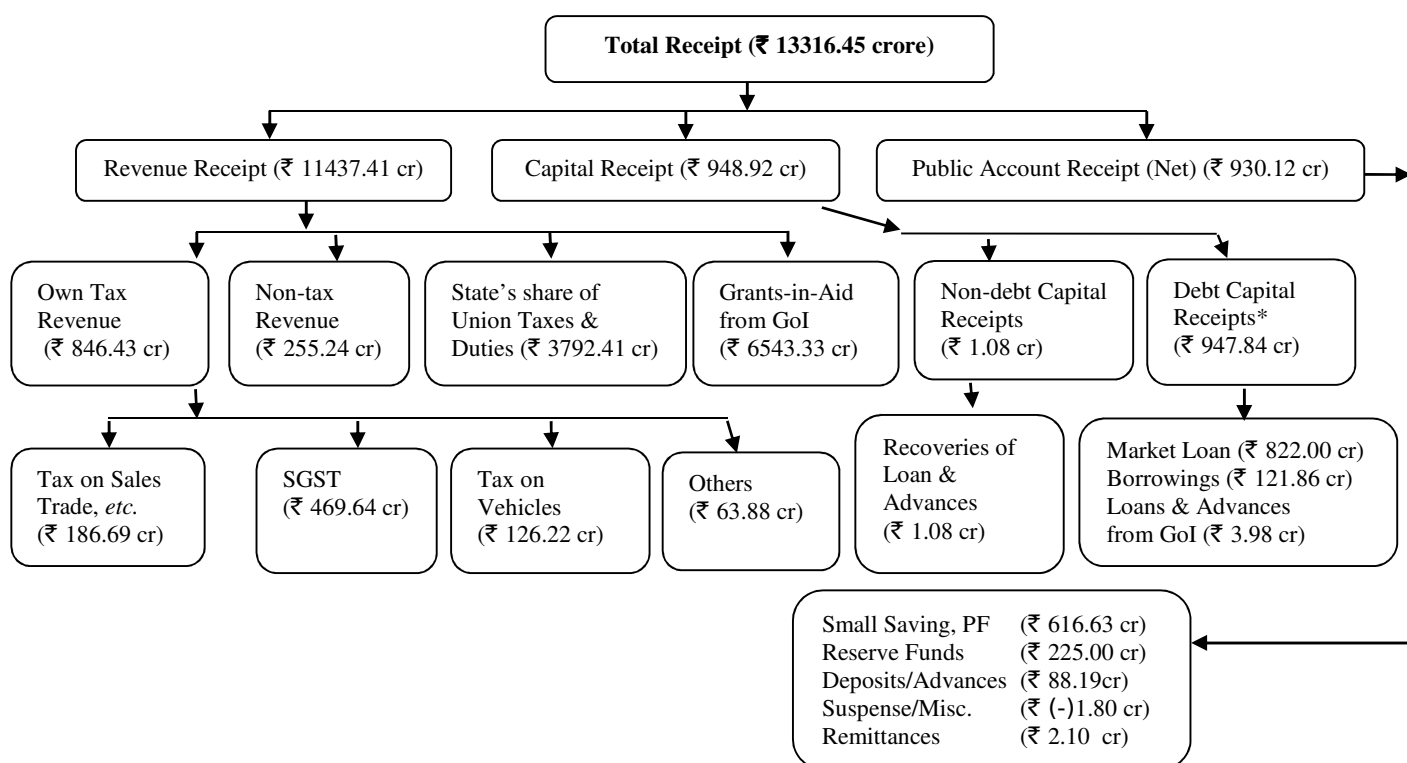 Total Receipt (₹ 13316.45 crore)
Revenue Receipt (₹ 11437.41 cr)
Capital Receipt (₹ 948.92 cr)
Public Account Receipt (Net) (₹ 930.12 cr)
Own Tax
Revenue
(₹ 846.43 cr)
Non-tax
Revenue
(₹ 255.24 cr)
State's share of
Union Taxes &
Duties (₹ 3792.41 cr)
Grants-in-Aid
from GoI
(₹ 6543.33 cr)
Non-debt Capital
Receipts
(₹ 1.08 cr)
Debt Capital
Receipts*
(₹ 947.84 cr)
Tax on Sales
Trade, etc.
(₹ 186.69 cr)
SGST
(₹ 469.64 cr)
Tax on
Vehicles
(₹ 126.22 cr)
Others
(₹ 63.88 cr)
Recoveries of
Loan &
Advances
(₹ 1.08 cr)
Market Loan (₹ 822.00 cr)
Borrowings (₹ 121.86 cr)
Loans & Advances
from GoI (₹ 3.98 cr)
Small Saving, PF (₹ 616.63 cr)
Reserve Funds (₹ 225.00 cr)
Deposits/Advances (₹ 88.19cr)
Suspense/Misc. (₹ (-)1.80 cr)
Remittances (₹ 2.10 cr)